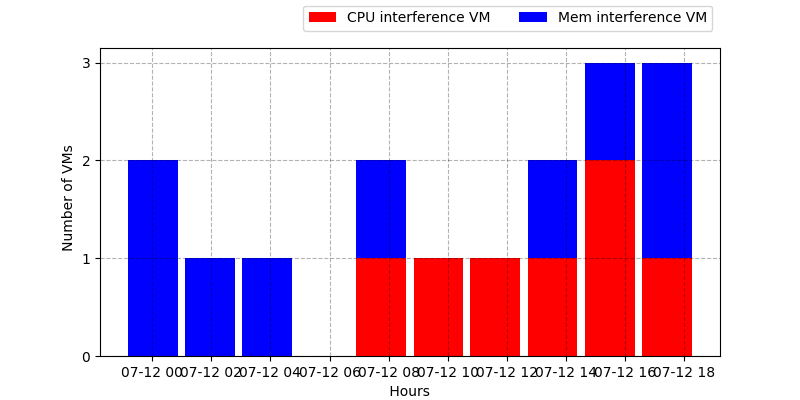 CPU interference VM Mem interference VM
3
2
1
0
Number of VMs
07-12 00 07-12 02 07-12 04 07-12 06 07-12 08 07-12 10 07-12 12 07-12 14 07-12 16 07-12 18
Hours